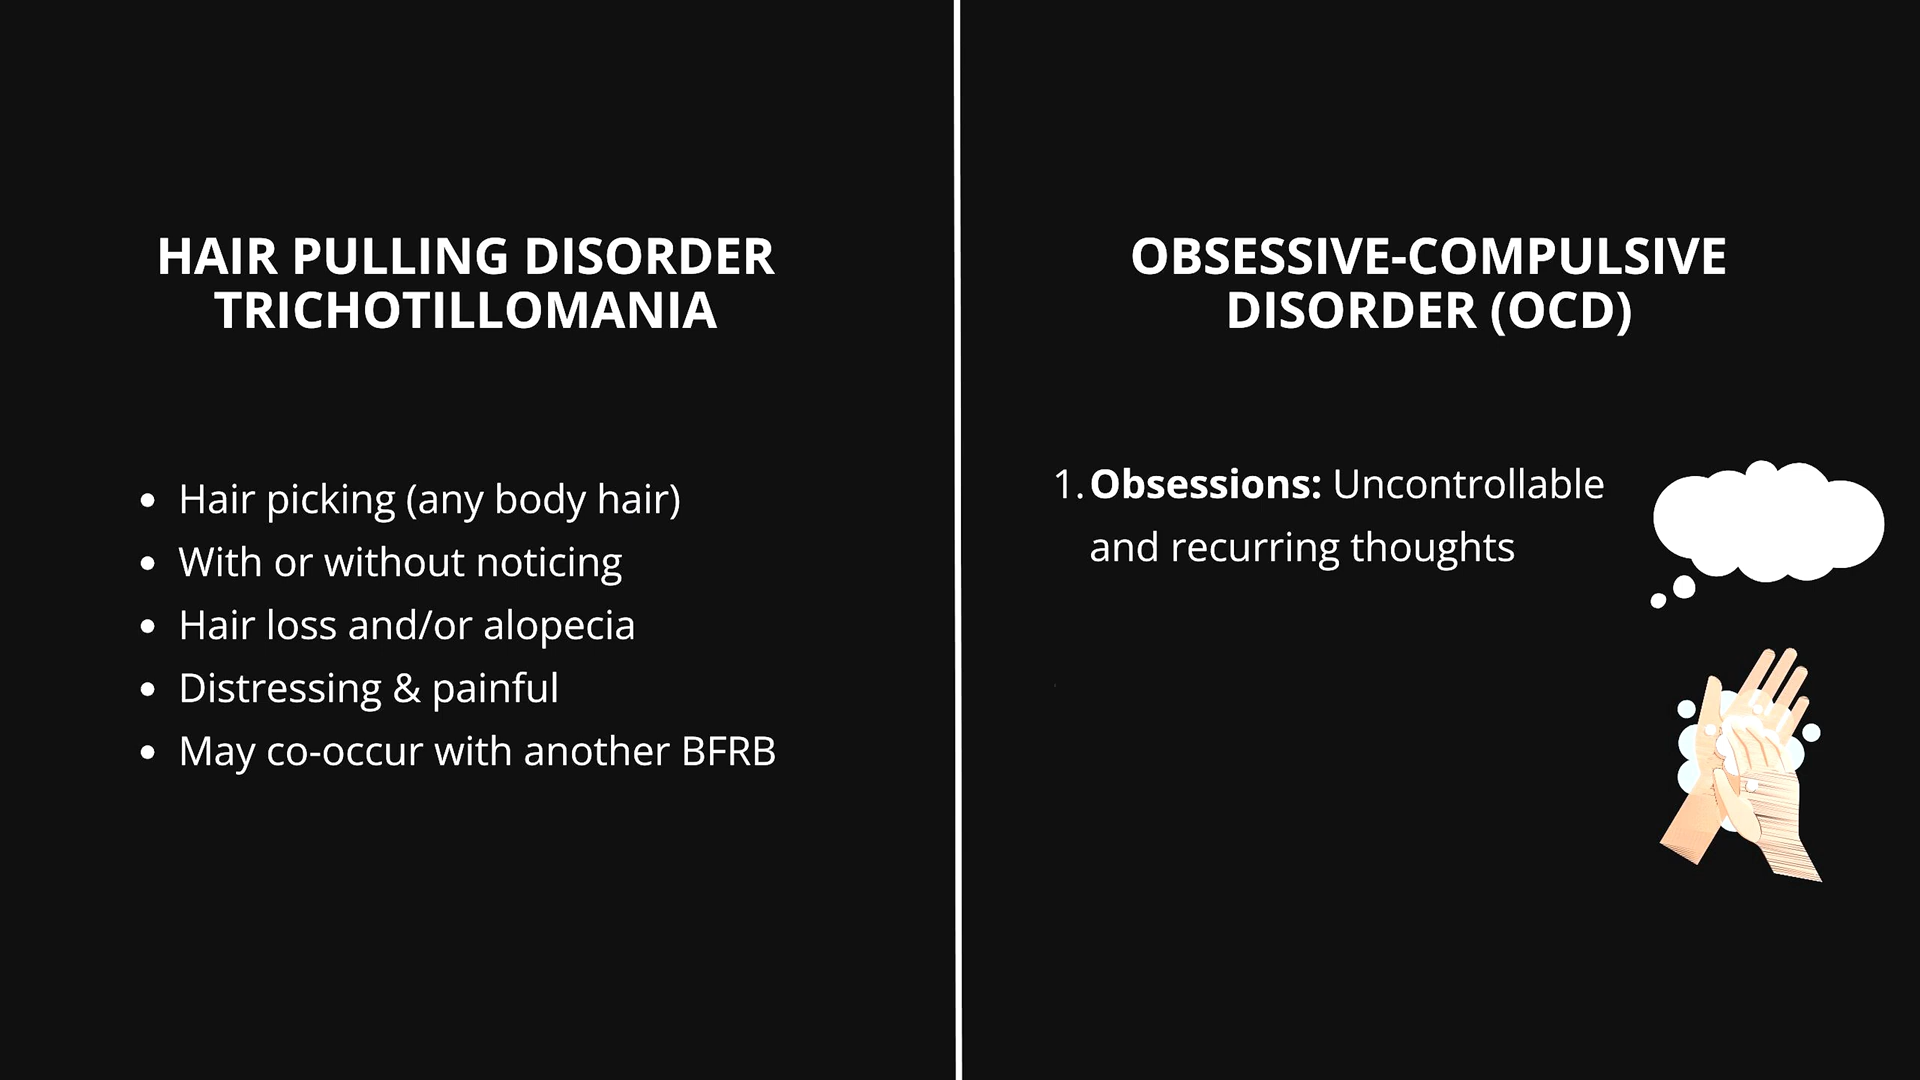 HAIR PULLING DISORDER
TRICHOTILLOMANIA
• Hair picking (any body hair)
• With or without noticing
• Hair loss and/or alopecia
• Distressing & painful
• May co-occur with another BFRB
OBSESSIVE-COMPULSIVE
DISORDER (OCD)
1. Obsessions: Uncontrollable
and recurring thoughts